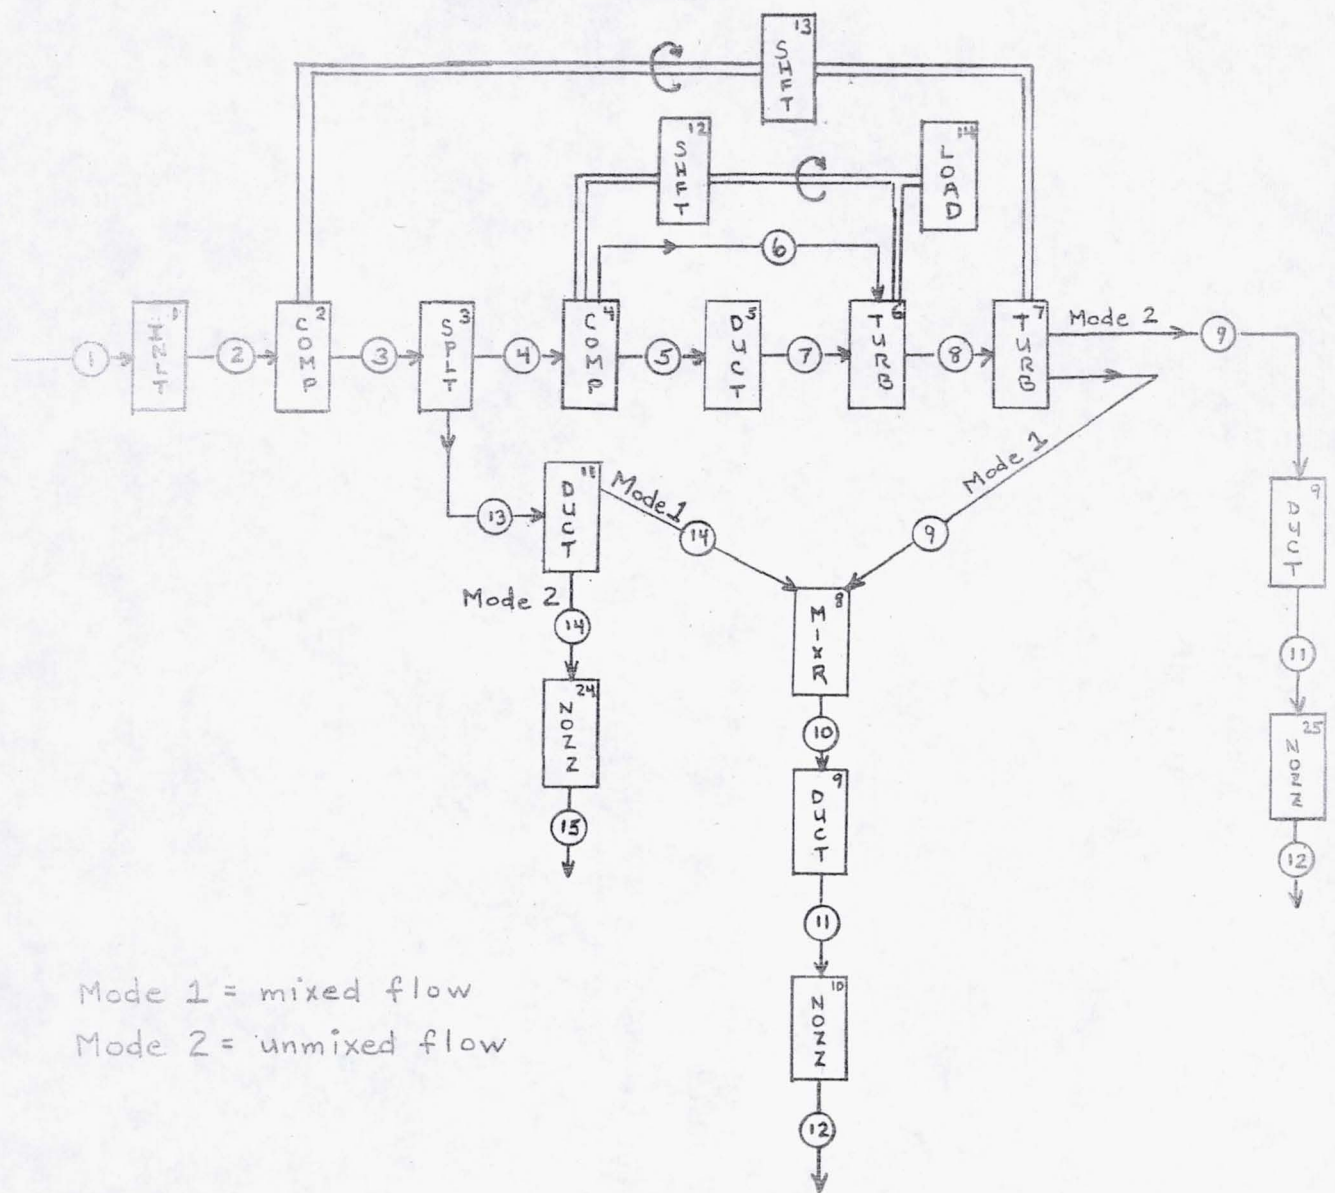 13
SHFT
12
SHFT
14
LOAD
6
1
INLT
2
2
COMP
3
3
SPLT
4
4
COMP
5
5
DUCT
7
6
TURB
8
7
TURB
Mode 2
9
Mode 1
13
11
DUCT
Mode 1
14
9
9
DUCT
Mode 2
14
8
MIXR
11
24
NOZZ
10
25
NOZZ
15
9
DUCT
12
11
Mode 1 = mixed flow
10
NOZZ
Mode 2 = unmixed flow
12